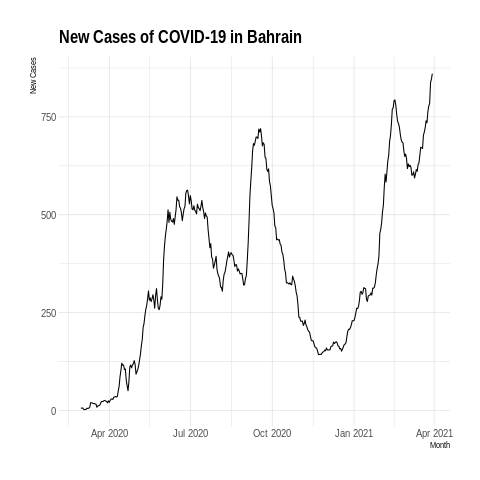 New Cases of COVID-19 in Bahrain
New Cases
750
500
250
0
Apr 2020 Jul 2020 Oct 2020 Jan 2021 Apr 2021
Month